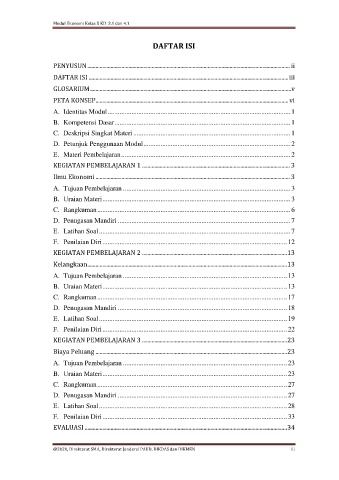 Modul Ekonomi Kelas X KD 3.1 dan 4.1
DAFTAR ISI
PENYUSUN ........ ii
DAFTAR ISI ........ iii
GLOSARIUM ........ v
PETA KONSEP ........ vi
A. Identitas Modul ........ 1
B. Kompetensi Dasar ........ 1
C. Deskripsi Singkat Materi ........ 1
D. Petunjuk Penggunaan Modul ........ 2
E. Materi Pembelajaran ........ 2
KEGIATAN PEMBELAJARAN 1 ........ 3
Ilmu Ekonomi ........ 3
A. Tujuan Pembelajaran ........ 3
B. Uraian Materi ........ 3
C. Rangkuman ........ 6
D. Penugasan Mandiri ........ 7
E. Latihan Soal ........ 7
F. Penilaian Diri ........ 12
KEGIATAN PEMBELAJARAN 2 ........ 13
Kelangkaan ........ 13
A. Tujuan Pembelajaran ........ 13
B. Uraian Materi ........ 13
C. Rangkuman ........ 17
D. Penugasan Mandiri ........ 18
E. Latihan Soal ........ 19
F. Penilaian Diri ........ 22
KEGIATAN PEMBELAJARAN 3 ........ 23
Biaya Peluang ........ 23
A. Tujuan Pembelajaran ........ 23
B. Uraian Materi ........ 23
C. Rangkuman ........ 27
D. Penugasan Mandiri ........ 27
E. Latihan Soal ........ 28
F. Penilaian Diri ........ 33
EVALUASI ........ 34
@2020, Direktorat SMA, Direktorat Jenderal PAUD, DIKDAS dan DIKMEN